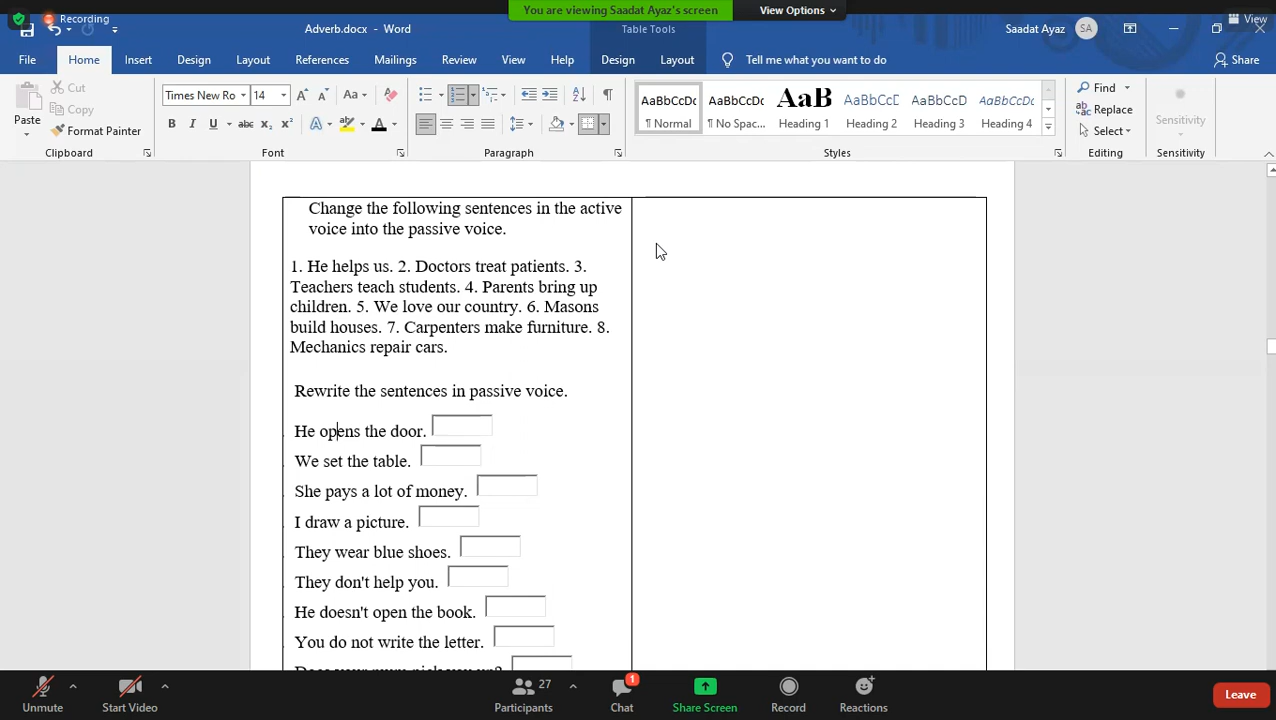 Recording
You are viewing Saadat Ayaz's screen
View Options
View
Adverb.docx - Word
Table Tools
Saadat Ayaz
SA
File Home Insert Design Layout References Mailings Review View Help Design Layout Tell me what you want to do Share
Paste
Cut
Copy
Format Painter
Clipboard
Times New Ro 14
Font
Paragraph
AaBbCcDc ¶ Normal
AaBbCcDc ¶ No Spac...
AaB Heading 1
AaBbCcD Heading 2
AaBbCcD Heading 3
AaBbCcDc Heading 4
Styles
Find
Replace
Select
Editing
Sensitivity
Sensitivity
Change the following sentences in the active
voice into the passive voice.
1. He helps us. 2. Doctors treat patients. 3.
Teachers teach students. 4. Parents bring up
children. 5. We love our country. 6. Masons
build houses. 7. Carpenters make furniture. 8.
Mechanics repair cars.
Rewrite the sentences in passive voice.
He opens the door.
We set the table.
She pays a lot of money.
I draw a picture.
They wear blue shoes.
They don't help you.
He doesn't open the book.
You do not write the letter.
Unmute
Start Video
27
Participants
1
Chat
Share Screen
Record
Reactions
Leave